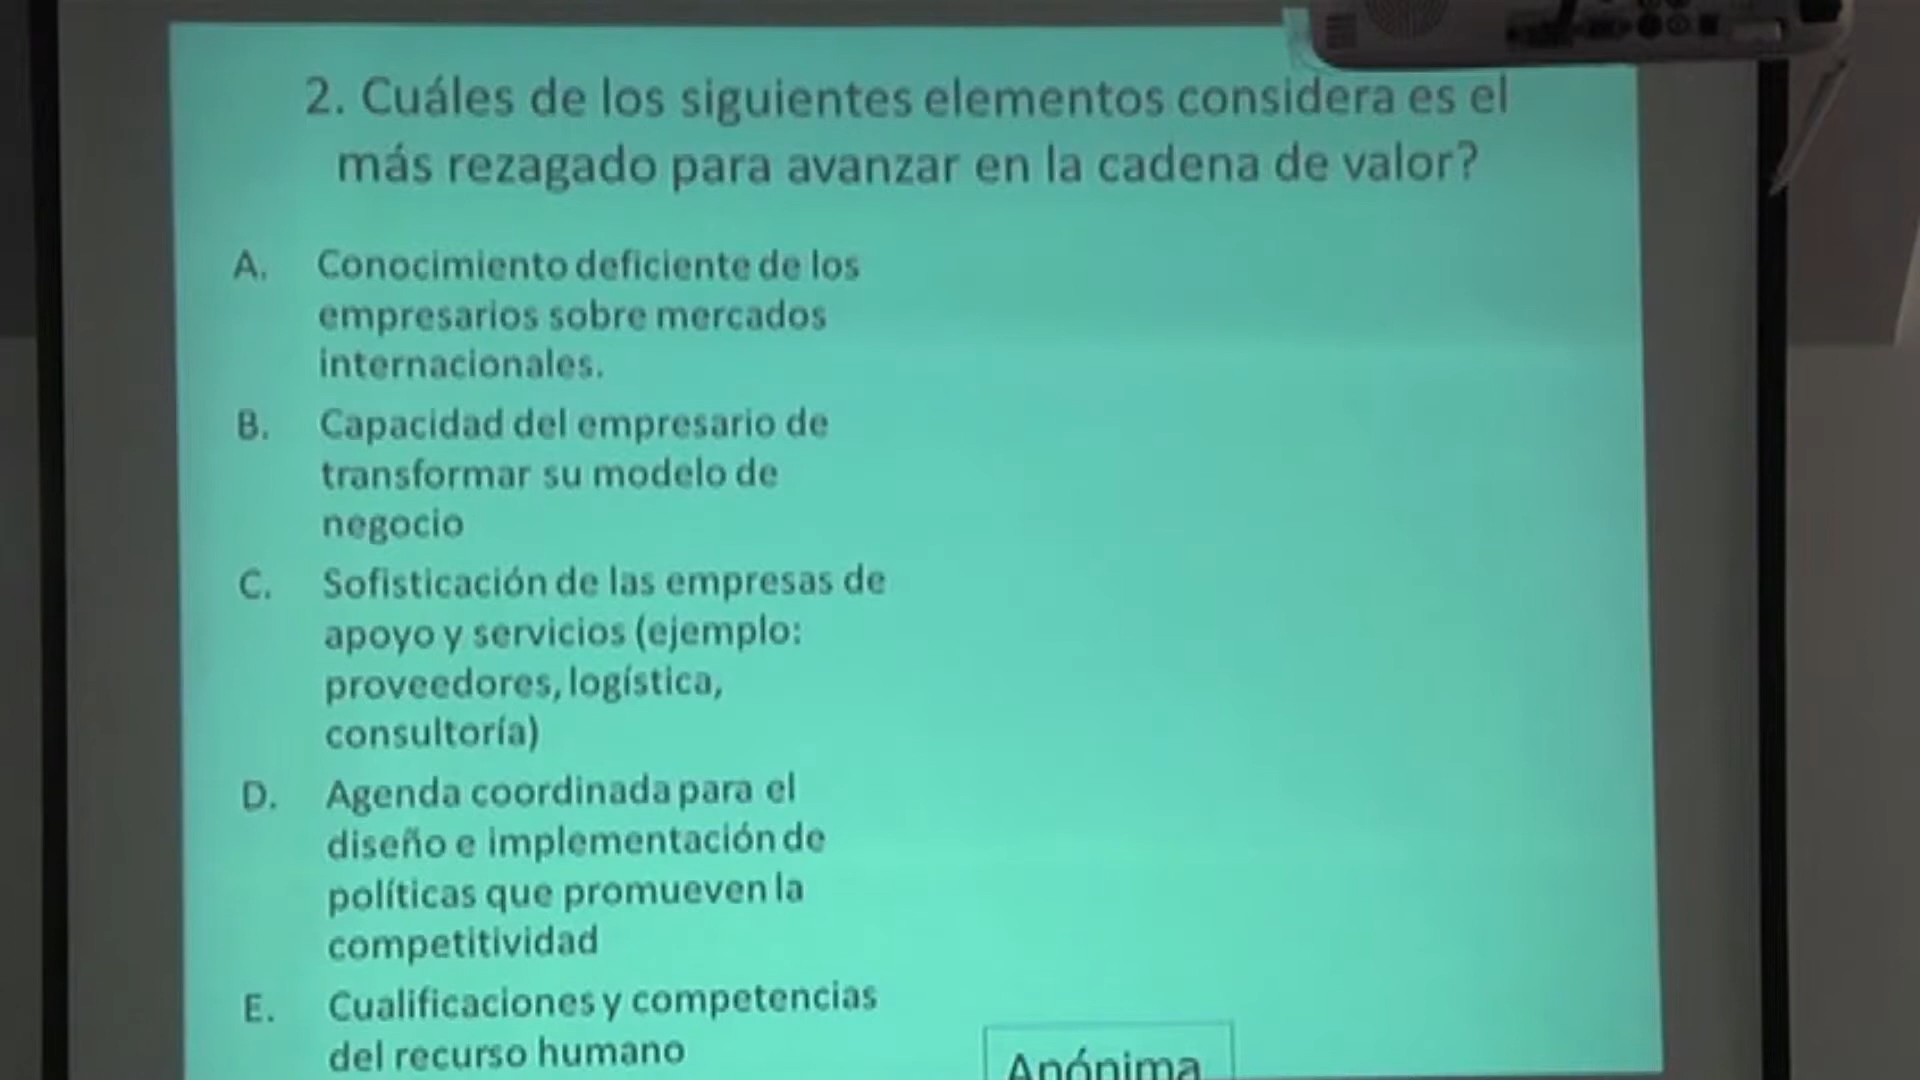 2. Cuáles de los siguientes elementos considera es el
más rezagado para avanzar en la cadena de valor?
A. Conocimiento deficiente de los
empresarios sobre mercados
internacionales.
B. Capacidad del empresario de
transformar su modelo de
negocio
C. Sofisticación de las empresas de
apoyo y servicios (ejemplo:
proveedores, logística,
consultoría)
D. Agenda coordinada para el
diseño e implementación de
políticas que promueven la
competitividad
E. Cualificaciones y competencias
del recurso humano
Anónima